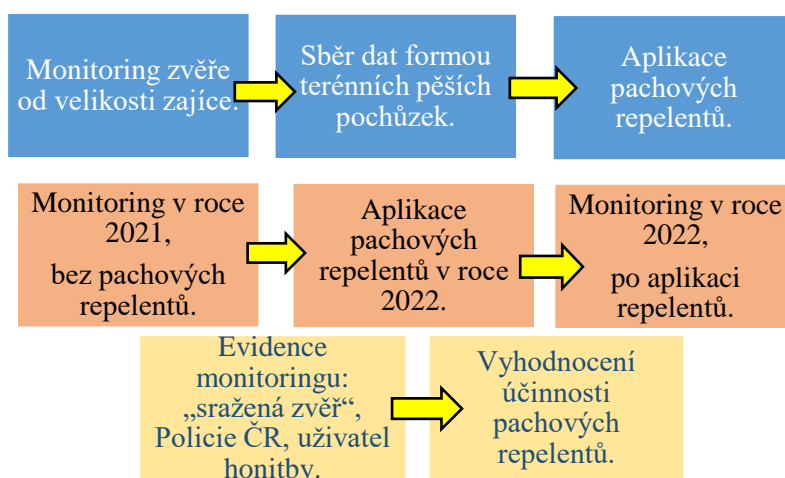 Monitoring zvěře
od velikosti zajíce.
Sběr dat formou
terénních pěších
pochůzek.
Aplikace
pachových
repelentů.
Monitoring v roce
2021,
bez pachových
repelentů.
Aplikace
pachových
repelentů v roce
2022.
Monitoring v roce
2022,
po aplikaci
repelentů.
Evidence
monitoringu:
„sražená zvěř“,
Policie ČR, uživatel
honitby.
Vyhodnocení
účinnosti
pachových
repelentů.